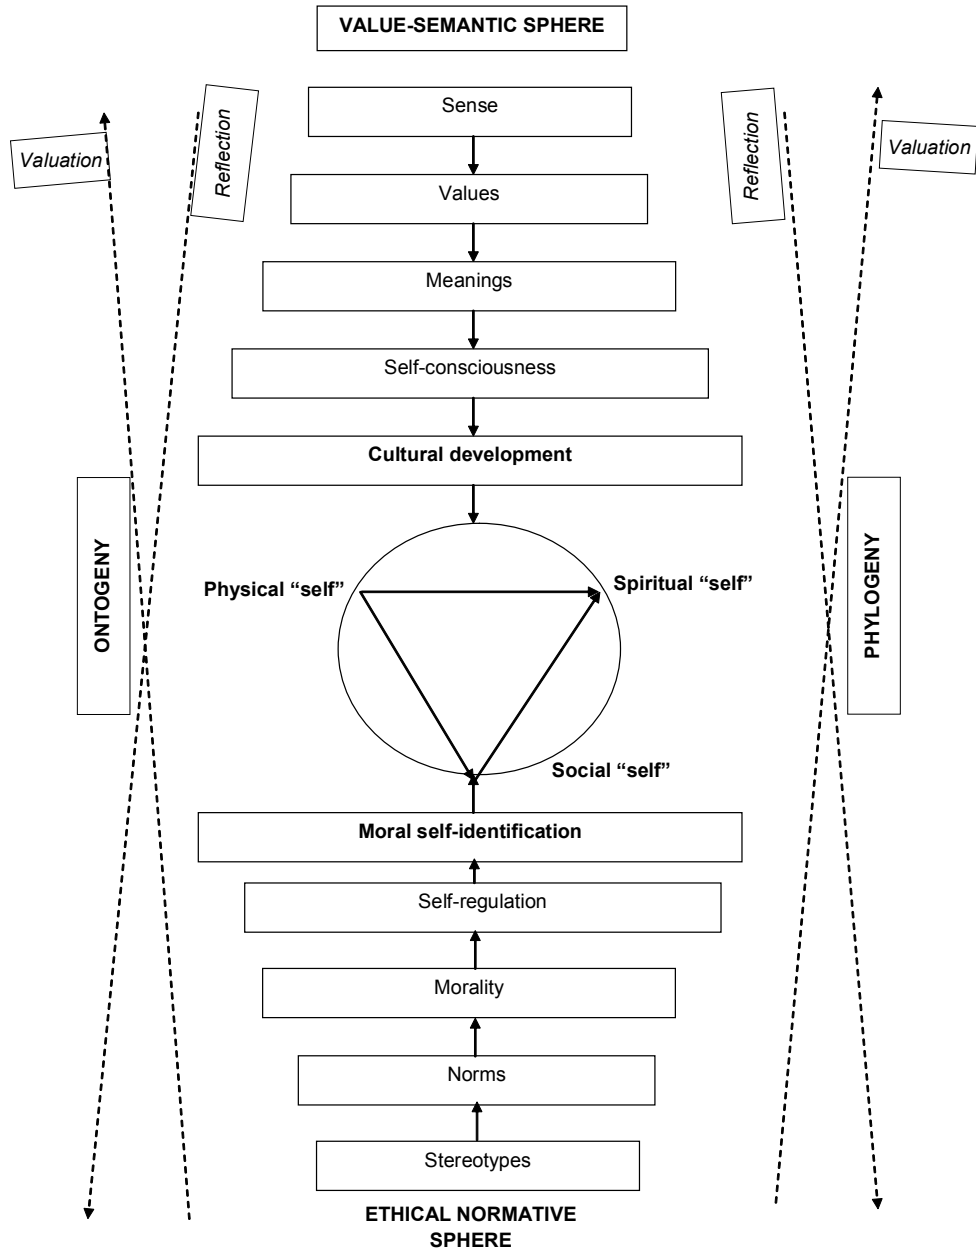 VALUE-SEMANTIC SPHERE
Sense
Valuation
Reflection
Reflection
Valuation
Values
Meanings
Self-consciousness
Cultural development
ONTOGENY
Physical “self”
Spiritual “self”
PHYLOGENY
Social “self”
Moral self-identification
Self-regulation
Morality
Norms
Stereotypes
ETHICAL NORMATIVE
SPHERE